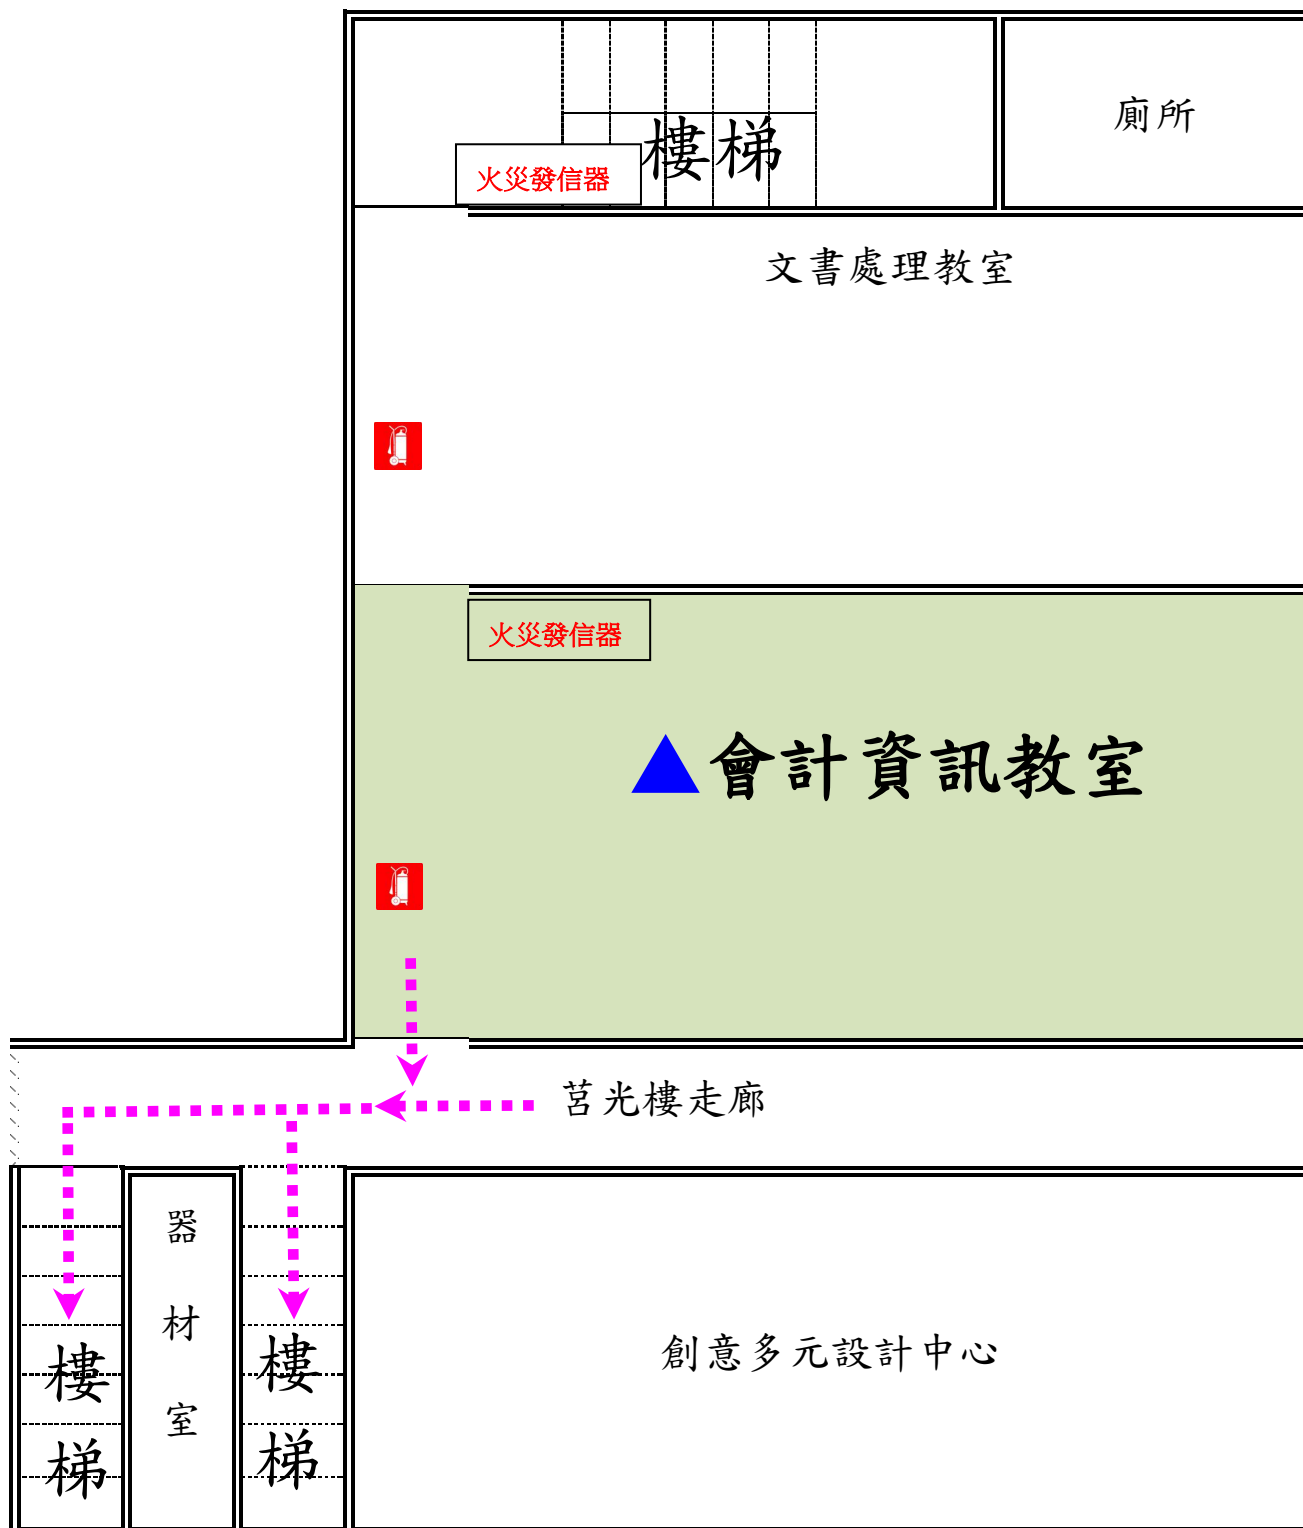 廁所
樓梯
火災發信器
文書處理教室
火災發信器
會計資訊教室
莒光樓走廊
器材室
樓梯
樓梯
創意多元設計中心